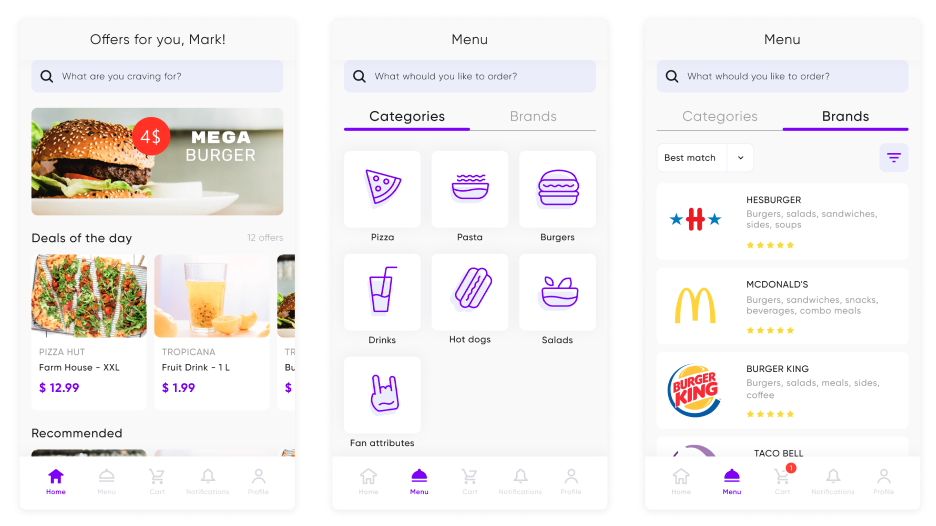 Offers for you, Mark!
What are you craving for?
4$
MEGA
BURGER
Deals of the day
12 offers
PIZZA HUT
Farm House - XXL
$ 12.99
TROPICANA
Fruit Drink - 1 L
$ 1.99
TR
Bu
$
Recommended
Home
Menu
Cart
Notifications
Profile
Menu
What whould you like to order?
Categories
Brands
Pizza
Pasta
Burgers
Drinks
Hot dogs
Salads
Fan attributes
Home
Menu
Cart
Notifications
Profile
Menu
What whould you like to order?
Categories
Brands
Best match
H
HESBURGER
Burgers, salads, sandwiches,
sides, soups
MCDONALD'S
Burgers, sandwiches, snacks,
beverages, combo meals
BURGER
KING
BURGER KING
Burgers, salads, meals, sides,
coffee
TACO BELL
1
Home
Menu
Cart
Notifications
Profile